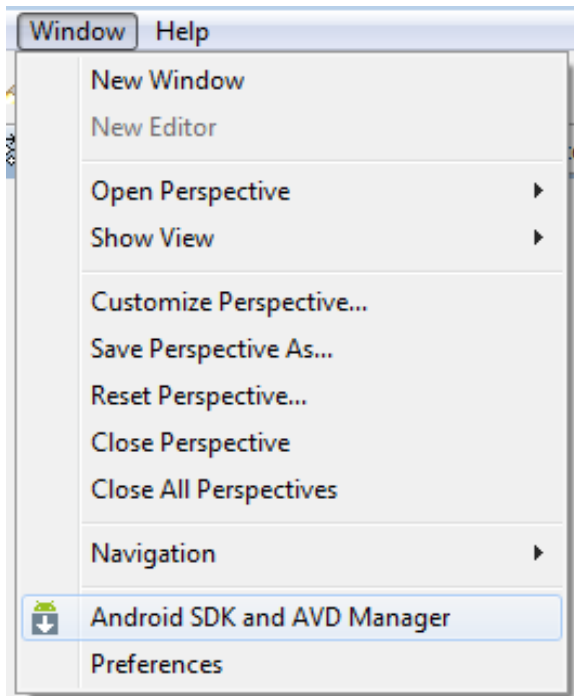 Window Help
New Window
New Editor
Open Perspective
Show View
Customize Perspective...
Save Perspective As...
Reset Perspective...
Close Perspective
Close All Perspectives
Navigation
Android SDK and AVD Manager
Preferences